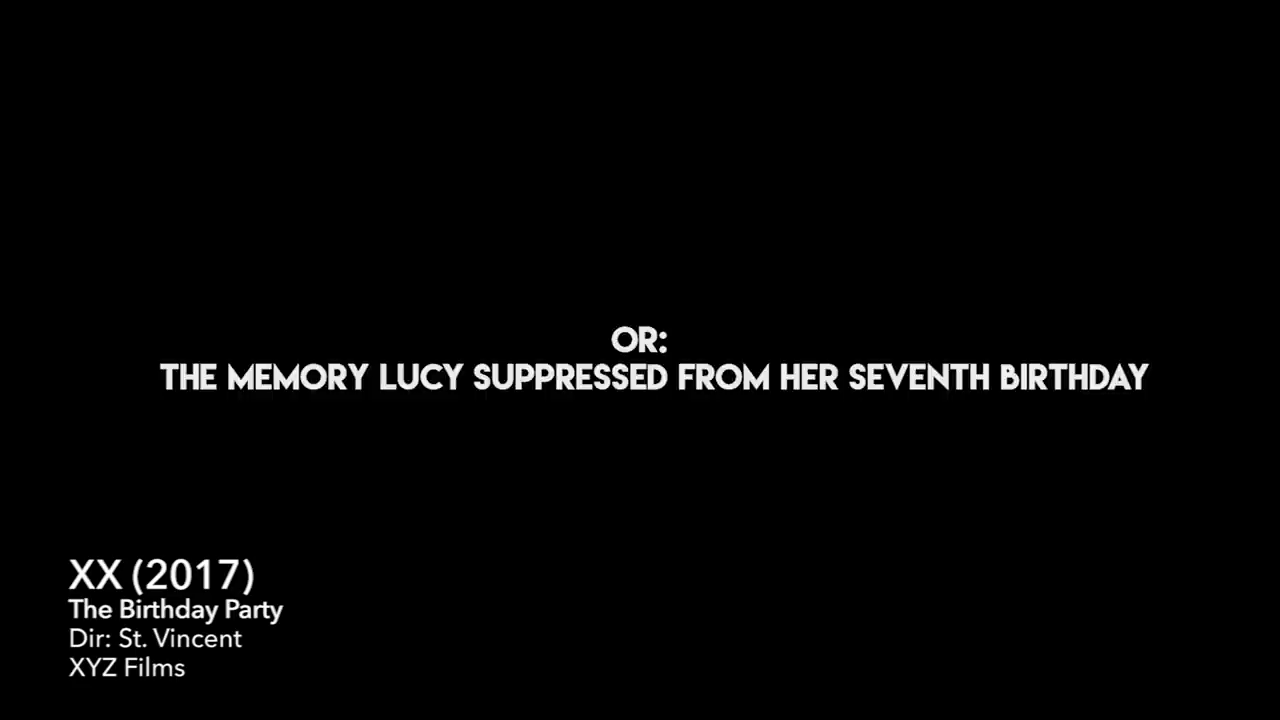 OR:
THE MEMORY LUCY SUPPRESSED FROM HER SEVENTH BIRTHDAY
XX (2017)
The Birthday Party
Dir: St. Vincent
XYZ Films